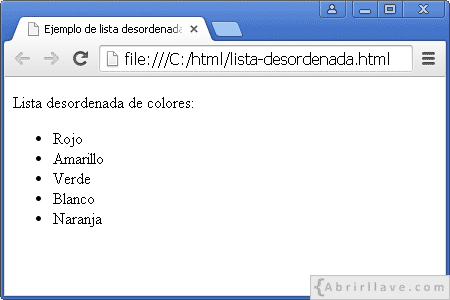 Ejemplo de lista desordenada
file:///C:/html/lista-desordenada.html
Lista desordenada de colores:
Rojo
Amarillo
Verde
Blanco
Naranja
{Abrirllave.com